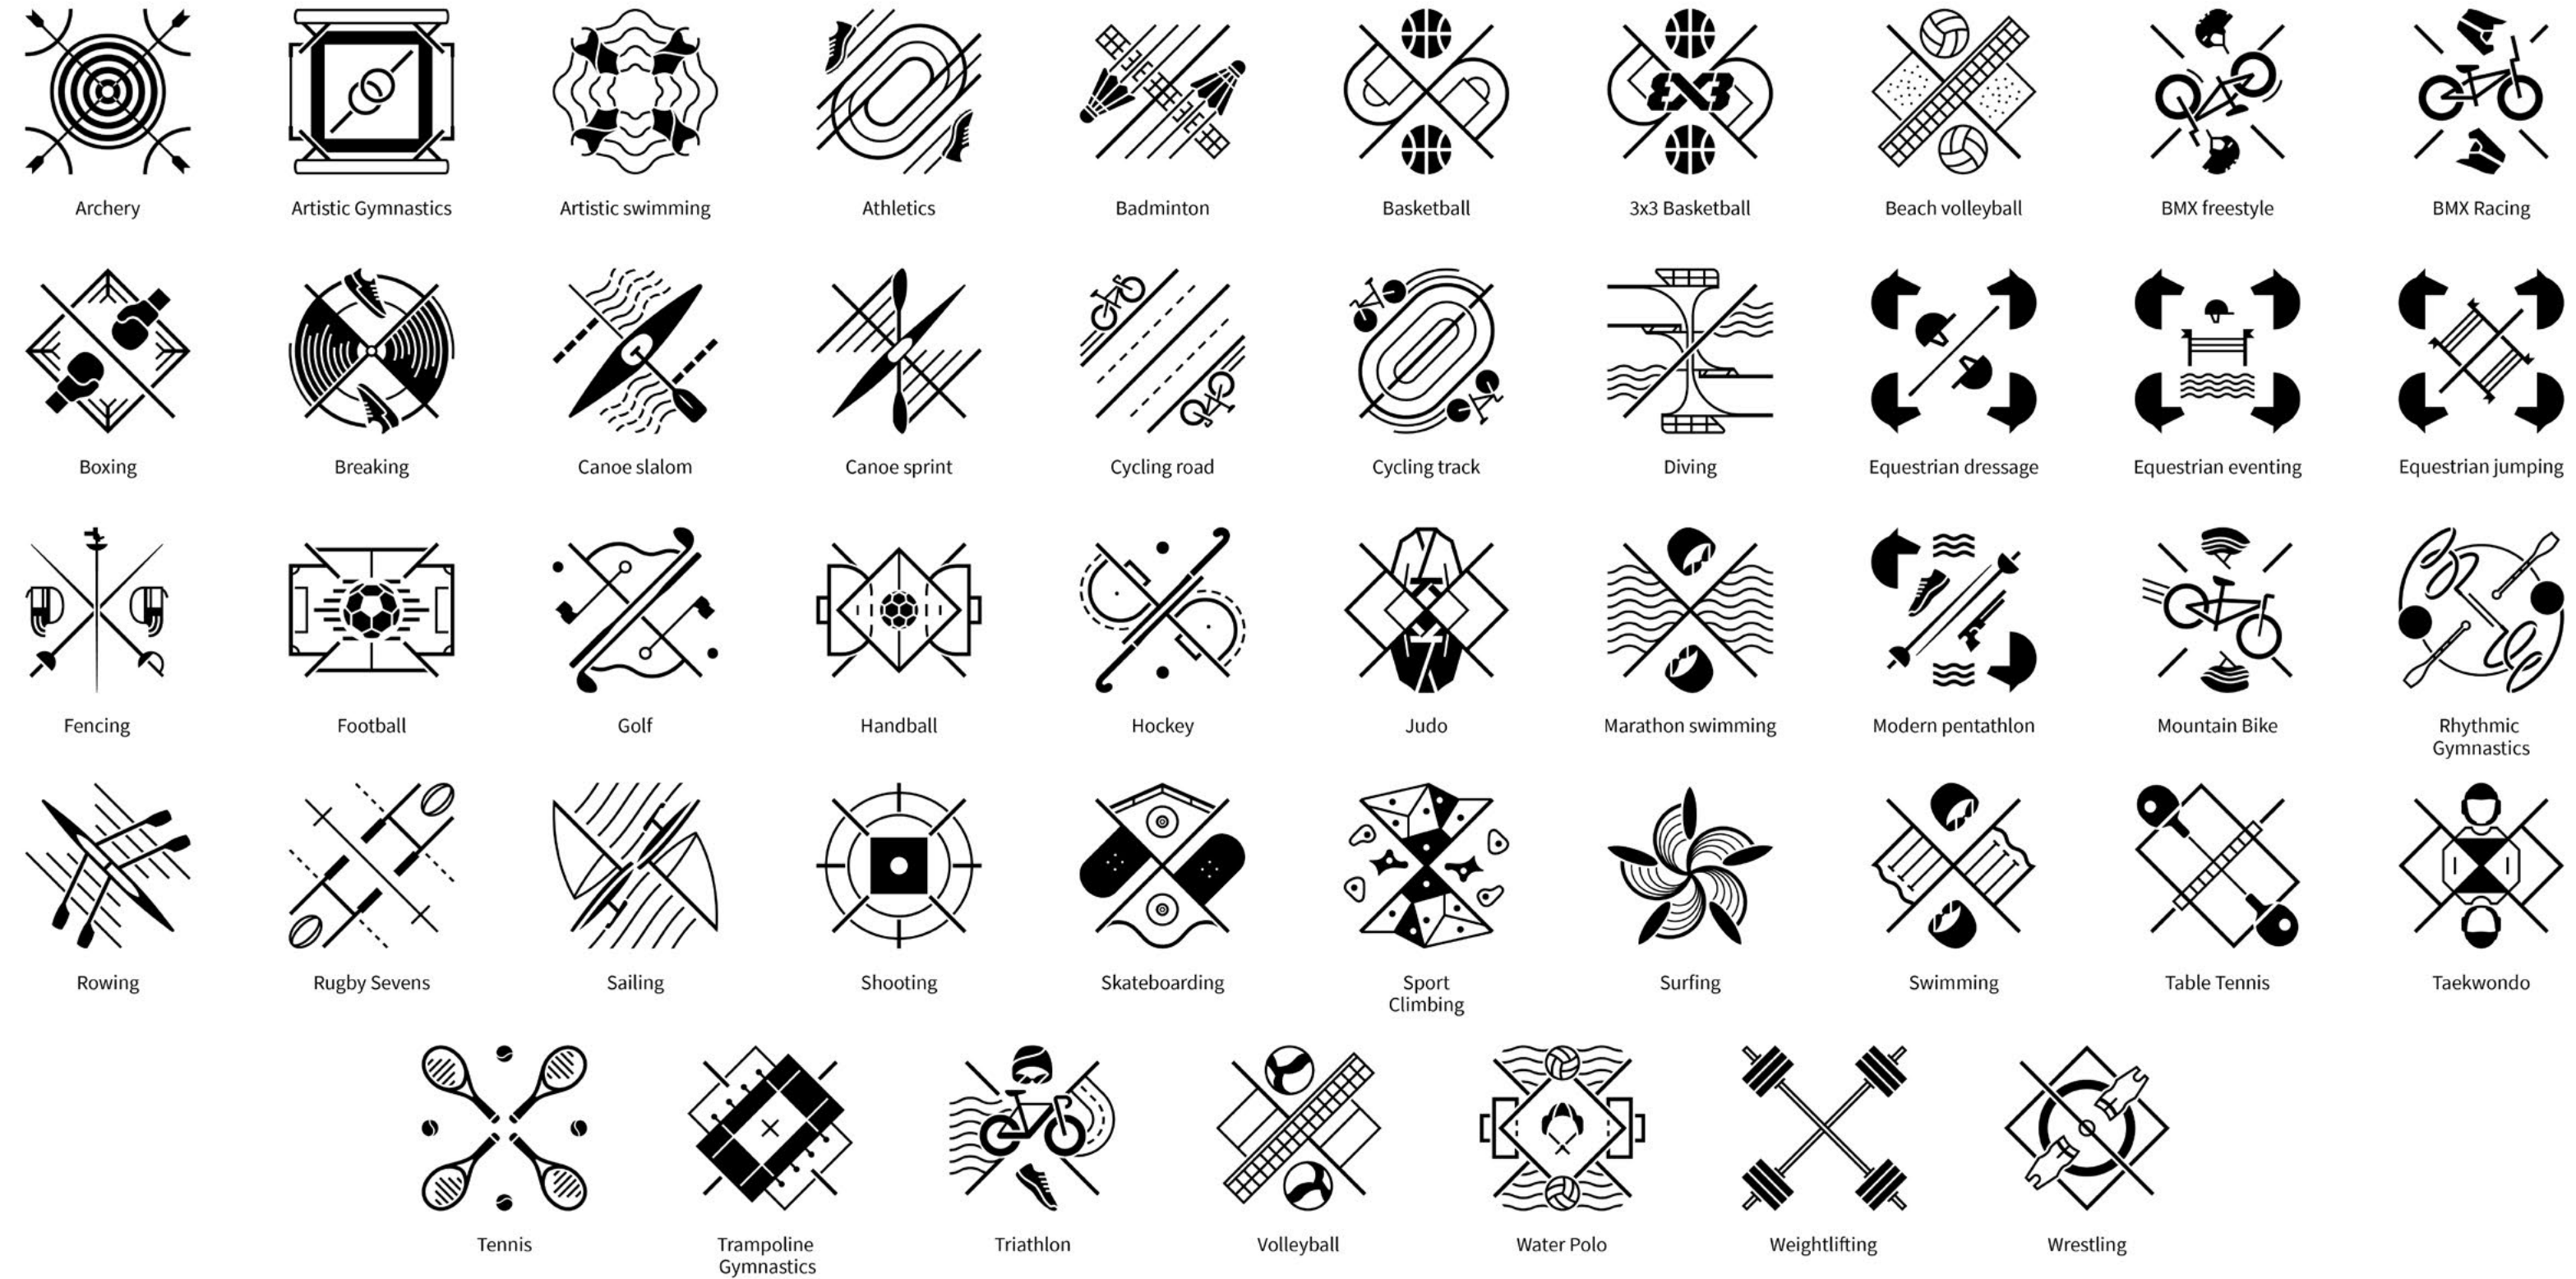 Archery
Artistic Gymnastics
Artistic swimming
Athletics
Badminton
Basketball
3x3 Basketball
Beach volleyball
BMX freestyle
BMX Racing
3X3
Boxing
Breaking
Canoe slalom
Canoe sprint
Cycling road
Cycling track
Diving
Equestrian dressage
Equestrian eventing
Equestrian jumping
Fencing
Football
Golf
Handball
Hockey
Judo
Marathon swimming
Modern pentathlon
Mountain Bike
Rhythmic
Gymnastics
Rowing
Rugby Sevens
Sailing
Shooting
Skateboarding
Sport
Climbing
Surfing
Swimming
Table Tennis
Taekwondo
Tennis
Trampoline
Gymnastics
Triathlon
Volleyball
Water Polo
Weightlifting
Wrestling